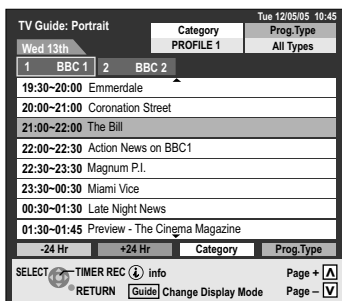 Tue 12/05/05 10:45
TV Guide: Portrait
Category Prog.Type
Wed 13th PROFILE 1 All Types
1 BBC 1 2 BBC 2
19:30~20:00 Emmerdale
20:00~21:00 Coronation Street
21:00~22:00 The Bill
22:00~22:30 Action News on BBC1
22:30~23:30 Magnum P.I.
23:30~00:30 Miami Vice
00:30~01:30 Late Night News
01:30~01:45 Preview - The Cinema Magazine
-24 Hr +24 Hr Category Prog.Type
SELECT TIMER REC i info Page +
RETURN Guide Change Display Mode Page –